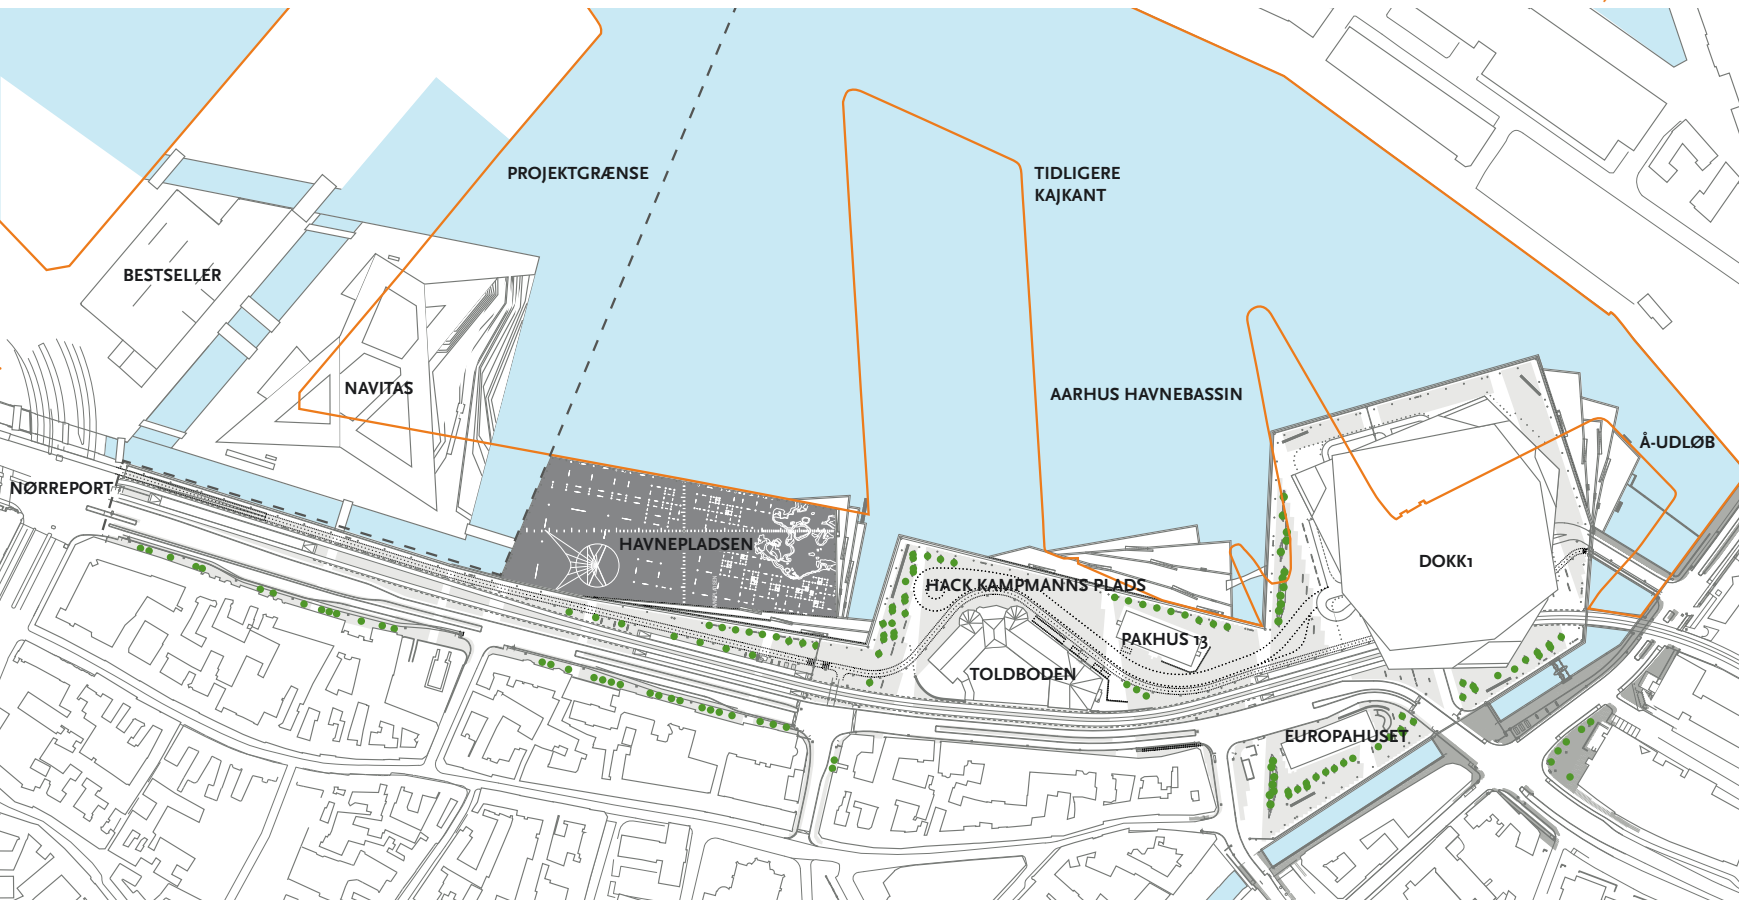 PROJEKTGRÆNSE
TIDLIGERE
KAJKANT
BESTSELLER
NAVITAS
AARHUS HAVNEBASSIN
Å-UDLØB
NØRREPORT
HAVNEPLADSEN
DOKK1
HACK KAMPMANNS PLADS
PAKHUS 13
TOLDBODEN
EUROPAHUSET